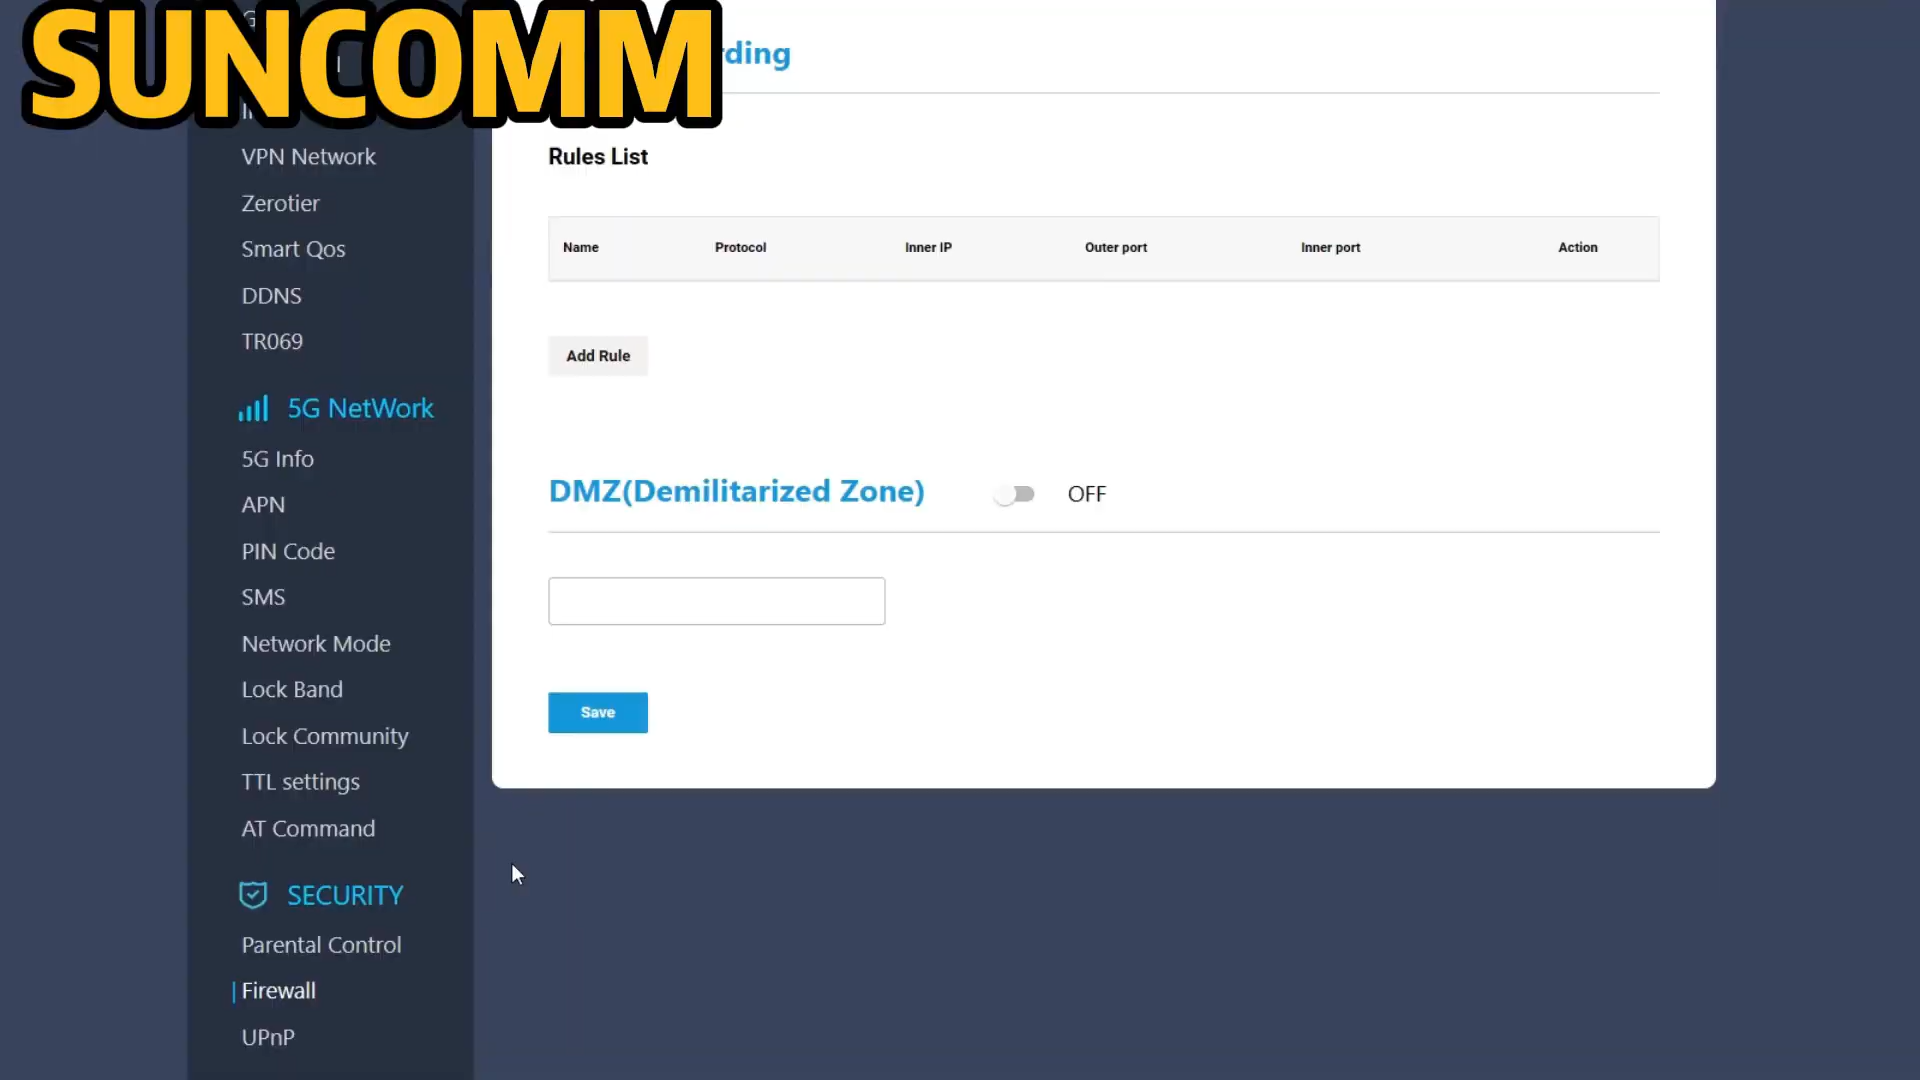 SUNCOMM
rding
VPN Network
Zerotier
Smart Qos
DDNS
TR069
5G NetWork
5G Info
APN
PIN Code
SMS
Network Mode
Lock Band
Lock Community
TTL settings
AT Command
SECURITY
Parental Control
Firewall
UPnP
Rules List
Name Protocol Inner IP Outer port Inner port Action
Add Rule
DMZ(Demilitarized Zone) OFF
Save